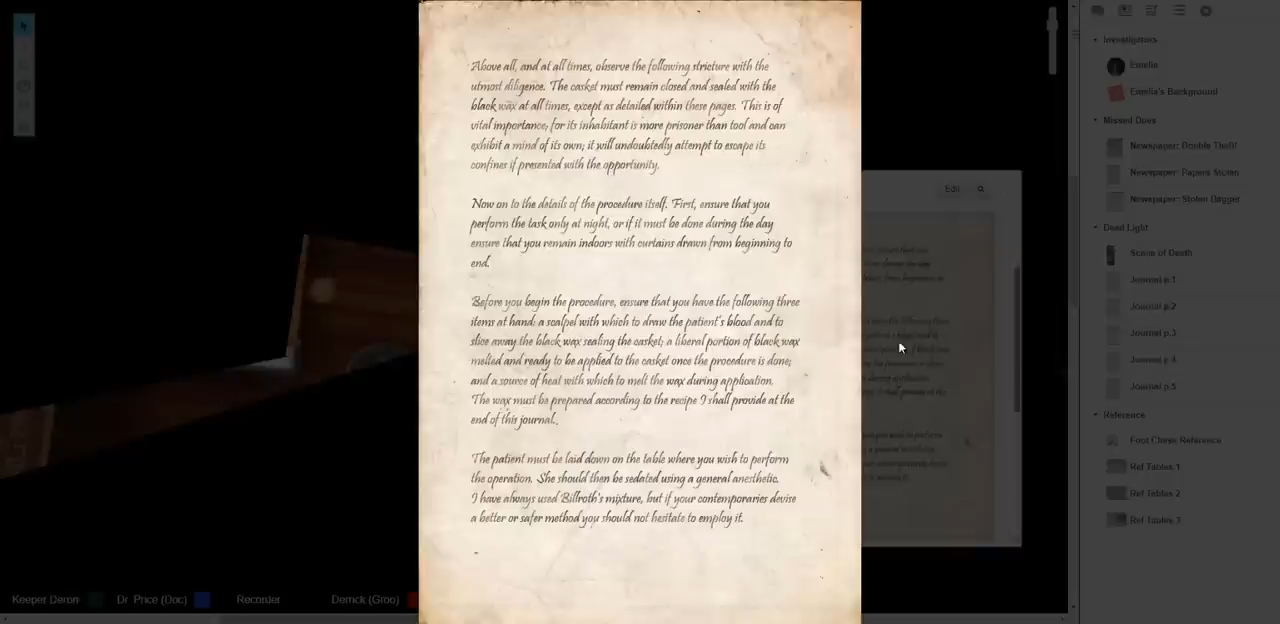 Above all, and at all times, observe the following stricture with the
utmost diligence. The casket must remain closed and sealed with the
black wax at all times, except as detailed within these pages. This is of
vital importance; for its inhabitant is more prisoner than tool and can
exhibit a mind of its own; it will undoubtedly attempt to escape its
confines if presented with the opportunity.
Now on to the details of the procedure itself. First, ensure that you
perform the task only at night, or if it must be done during the day
ensure that you remain indoors with curtains drawn from beginning to
end.
Before you begin the procedure, ensure that you have the following three
items at hand: a scalpel with which to draw the patient's blood and to
slice away the black wax sealing the casket; a liberal portion of black wax
melted and ready to be applied to the casket once the procedure is done;
and a source of heat with which to melt the wax during application.
The wax must be prepared according to the recipe I shall provide at the
end of this journal.
The patient must be laid down on the table where you wish to perform
the operation. She should then be sedated using a general anesthetic.
I have always used Billroth's mixture, but if your contemporaries devise
a better or safer method you should not hesitate to employ it.
Edit
Investigators
Emelia
Emelia's Background
Missed Dues
Newspaper: Double Theft!
Newspaper: Papers Stolen
Newspaper: Stolen Dagger
Dead Light
Scene of Death
Journal p.1
Journal p.2
Journal p.3
Journal p.4
Journal p.5
Reference
Foot Chase Reference
Ref Tables 1
Ref Tables 2
Ref Tables 3
Keeper Deron
Dr. Price (Doc)
Recorder
Derrick (Groo)